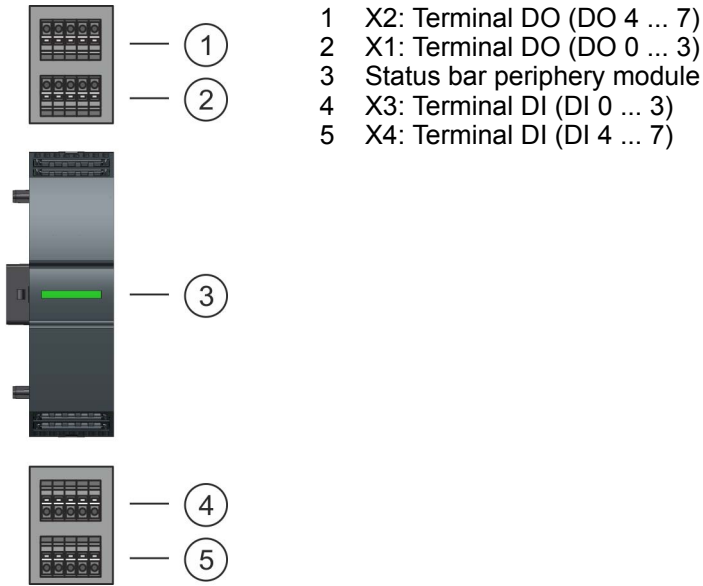 1 X2: Terminal DO (DO 4 ... 7)
2 X1: Terminal DO (DO 0 ... 3)
3 Status bar periphery module
4 X3: Terminal DI (DI 0 ... 3)
5 X4: Terminal DI (DI 4 ... 7)
1
2
3
4
5